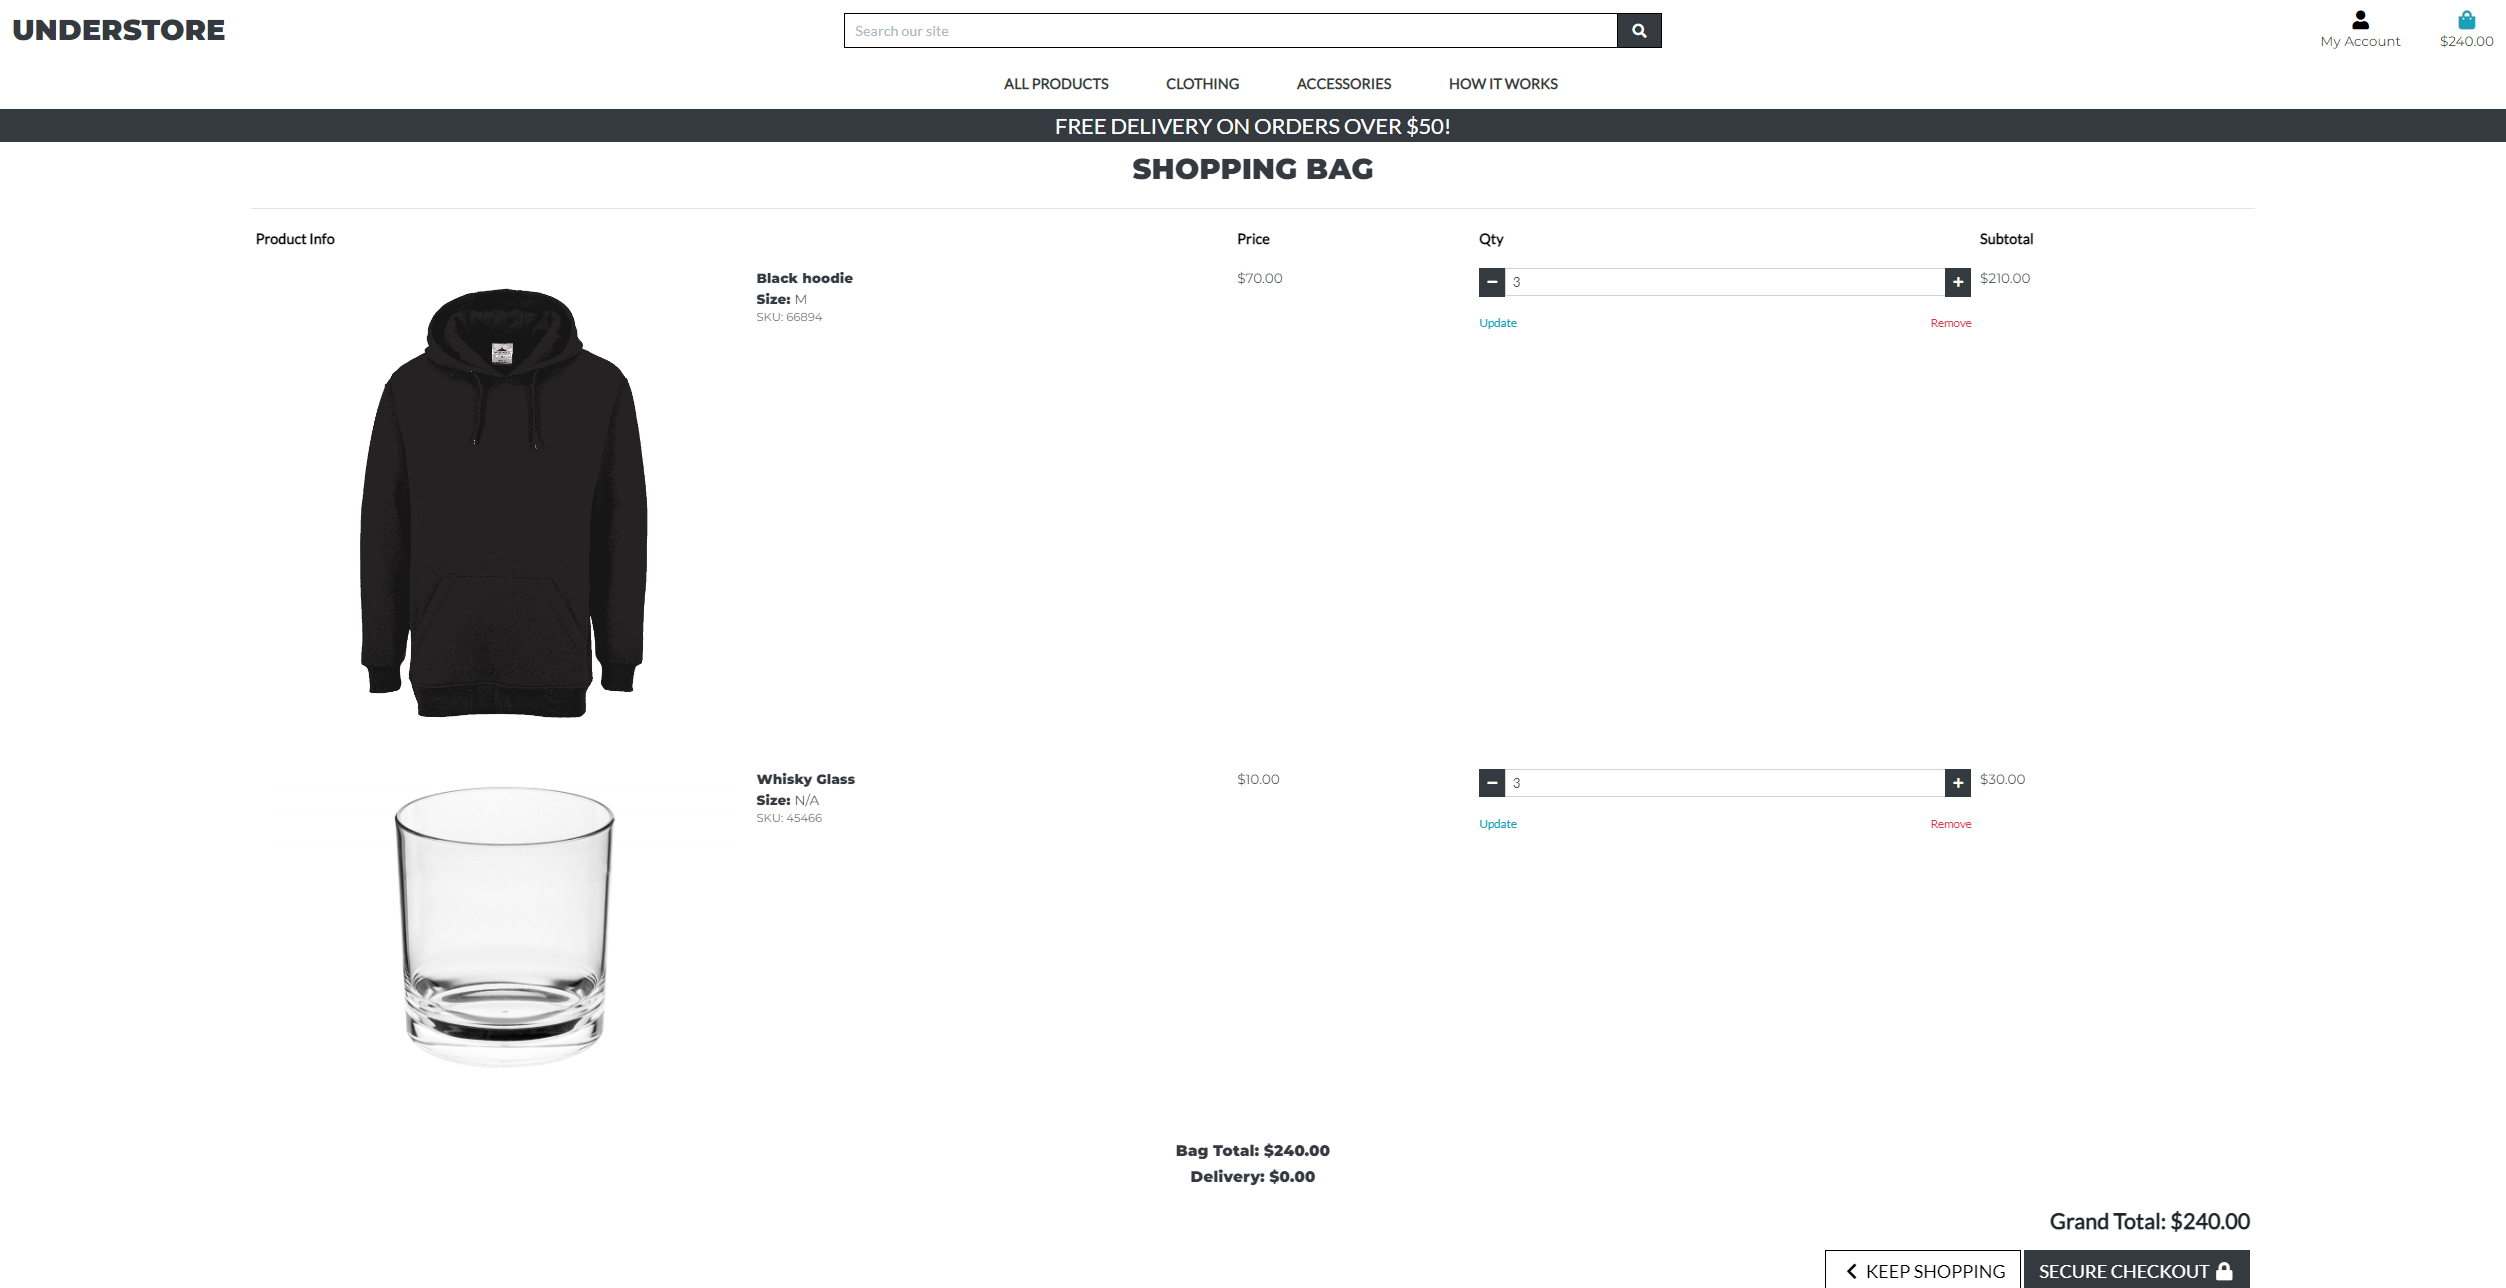 UNDERSTORE
Search our site
My Account
$240.00
ALL PRODUCTS CLOTHING ACCESSORIES HOW IT WORKS
FREE DELIVERY ON ORDERS OVER $50!
SHOPPING BAG
Product Info Price Qty Subtotal
Black hoodie $70.00 3 $210.00
Size: M
SKU: 66894
Update Remove
Whisky Glass $10.00 3 $30.00
Size: N/A
SKU: 45466
Update Remove
Bag Total: $240.00
Delivery: $0.00
Grand Total: $240.00
KEEP SHOPPING SECURE CHECKOUT